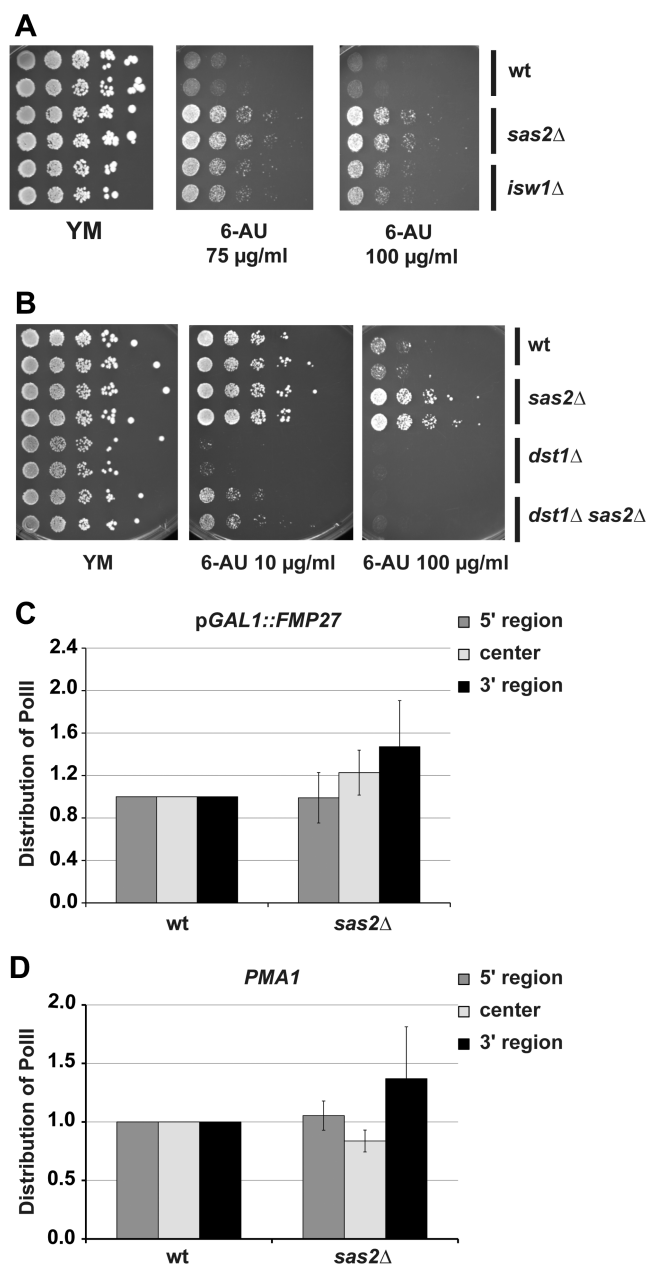 A
wt
sas2Δ
isw1Δ
YM
6-AU
75 µg/ml
6-AU
100 µg/ml
B
wt
sas2Δ
dst1Δ
dst1Δ sas2Δ
YM
6-AU 10 µg/ml
6-AU 100 µg/ml
C
pGAL1::FMP27
5' region
center
3' region
Distribution of PolII
2.4
2.0
1.6
1.2
0.8
0.4
0.0
wt
sas2Δ
D
PMA1
5' region
center
3' region
Distribution of PolII
2.0
1.5
1.0
0.5
0.0
wt
sas2Δ